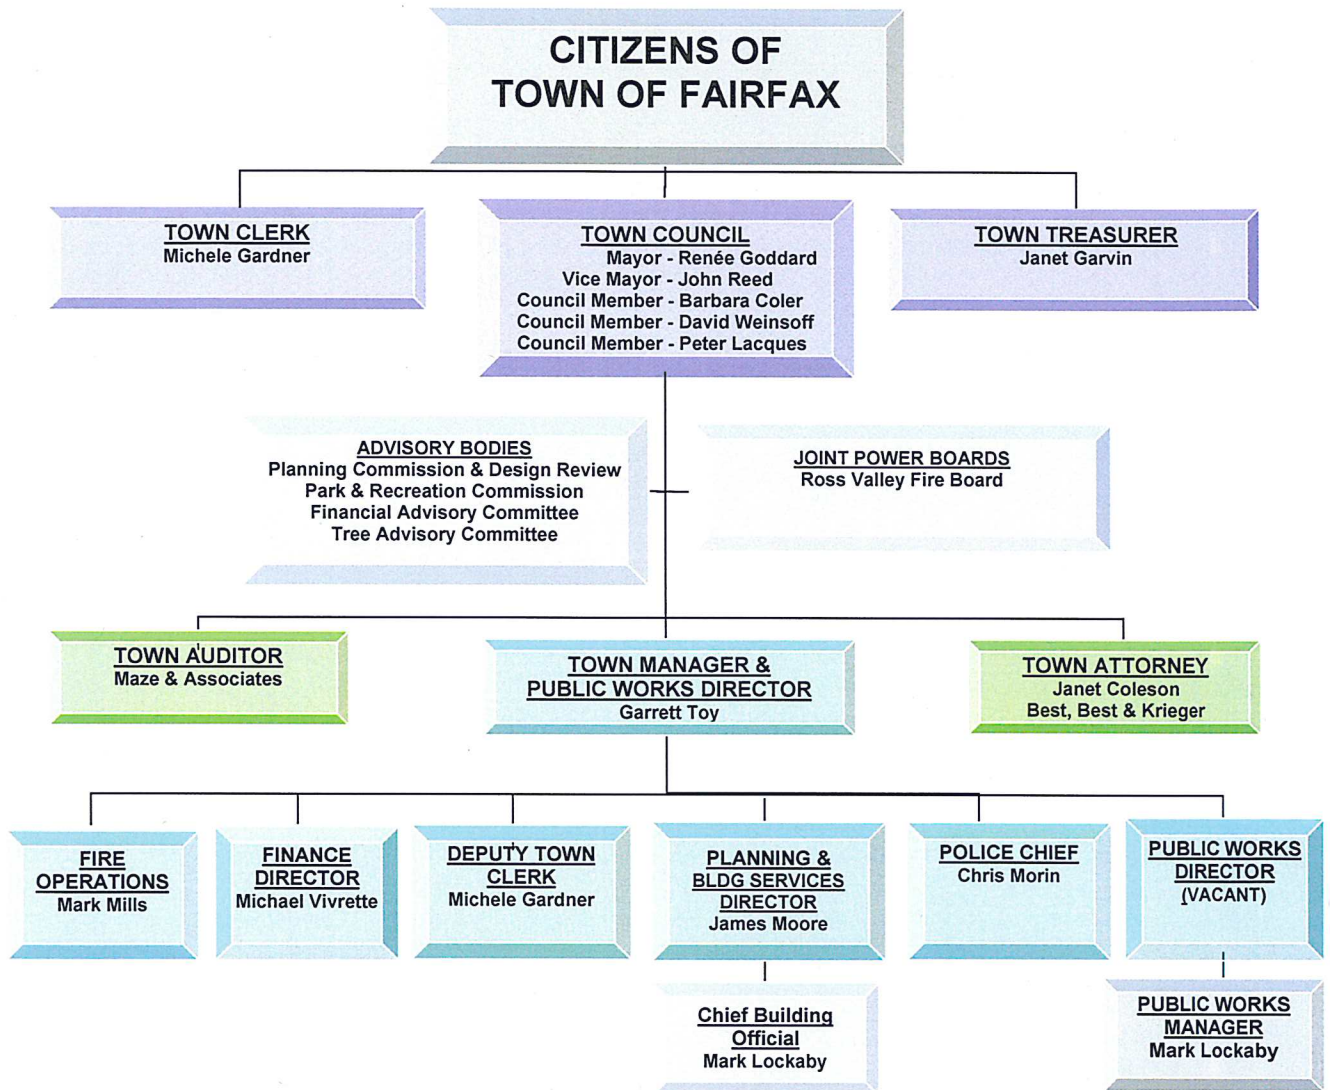 CITIZENS OF
TOWN OF FAIRFAX
TOWN CLERK
Michele Gardner
TOWN COUNCIL
Mayor - Renée Goddard
Vice Mayor - John Reed
Council Member - Barbara Coler
Council Member - David Weinsoff
Council Member - Peter Lacques
TOWN TREASURER
Janet Garvin
ADVISORY BODIES
Planning Commission & Design Review
Park & Recreation Commission
Financial Advisory Committee
Tree Advisory Committee
JOINT POWER BOARDS
Ross Valley Fire Board
TOWN AUDITOR
Maze & Associates
TOWN MANAGER &
PUBLIC WORKS DIRECTOR
Garrett Toy
TOWN ATTORNEY
Janet Coleson
Best, Best & Krieger
FIRE
OPERATIONS
Mark Mills
FINANCE
DIRECTOR
Michael Vivrette
DEPUTY TOWN
CLERK
Michele Gardner
PLANNING &
BLDG SERVICES
DIRECTOR
James Moore
POLICE CHIEF
Chris Morin
PUBLIC WORKS
DIRECTOR
(VACANT)
Chief Building
Official
Mark Lockaby
PUBLIC WORKS
MANAGER
Mark Lockaby